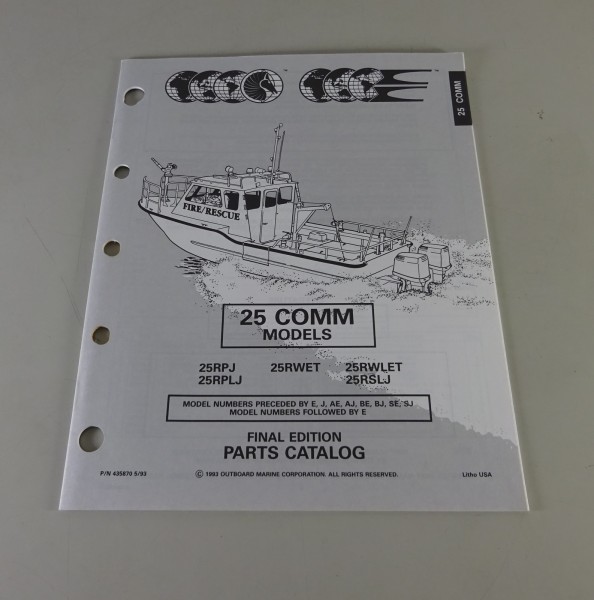 25 COMM
FIRE/RESCUE
25 COMM
MODELS
25RPJ 25RWET 25RWLET
25RPLJ 25RSLJ
MODEL NUMBERS PRECEDED BY E, J, AE, AJ, BE, BJ, SE, SJ
MODEL NUMBERS FOLLOWED BY E
FINAL EDITION
PARTS CATALOG
P/N 435870 5/93 © 1993 OUTBOARD MARINE CORPORATION. ALL RIGHTS RESERVED. Litho USA